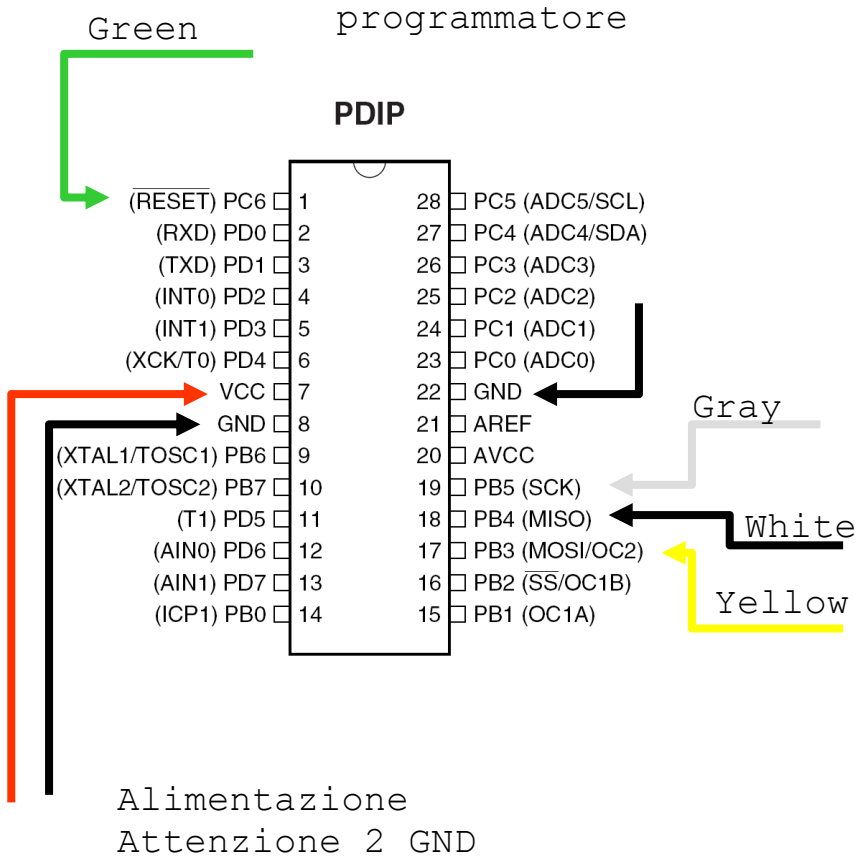 programmatore
Green
PDIP
(RESET) PC6 1 28 PC5 (ADC5/SCL)
(RXD) PD0 2 27 PC4 (ADC4/SDA)
(TXD) PD1 3 26 PC3 (ADC3)
(INT0) PD2 4 25 PC2 (ADC2)
(INT1) PD3 5 24 PC1 (ADC1)
(XCK/T0) PD4 6 23 PC0 (ADC0)
VCC 7 22 GND
Gray
GND 8 21 AREF
(XTAL1/TOSC1) PB6 9 20 AVCC
(XTAL2/TOSC2) PB7 10 19 PB5 (SCK)
(T1) PD5 11 18 PB4 (MISO)
White
(AIN0) PD6 12 17 PB3 (MOSI/OC2)
(AIN1) PD7 13 16 PB2 (SS/OC1B)
Yellow
(ICP1) PB0 14 15 PB1 (OC1A)
Alimentazione
Attenzione 2 GND